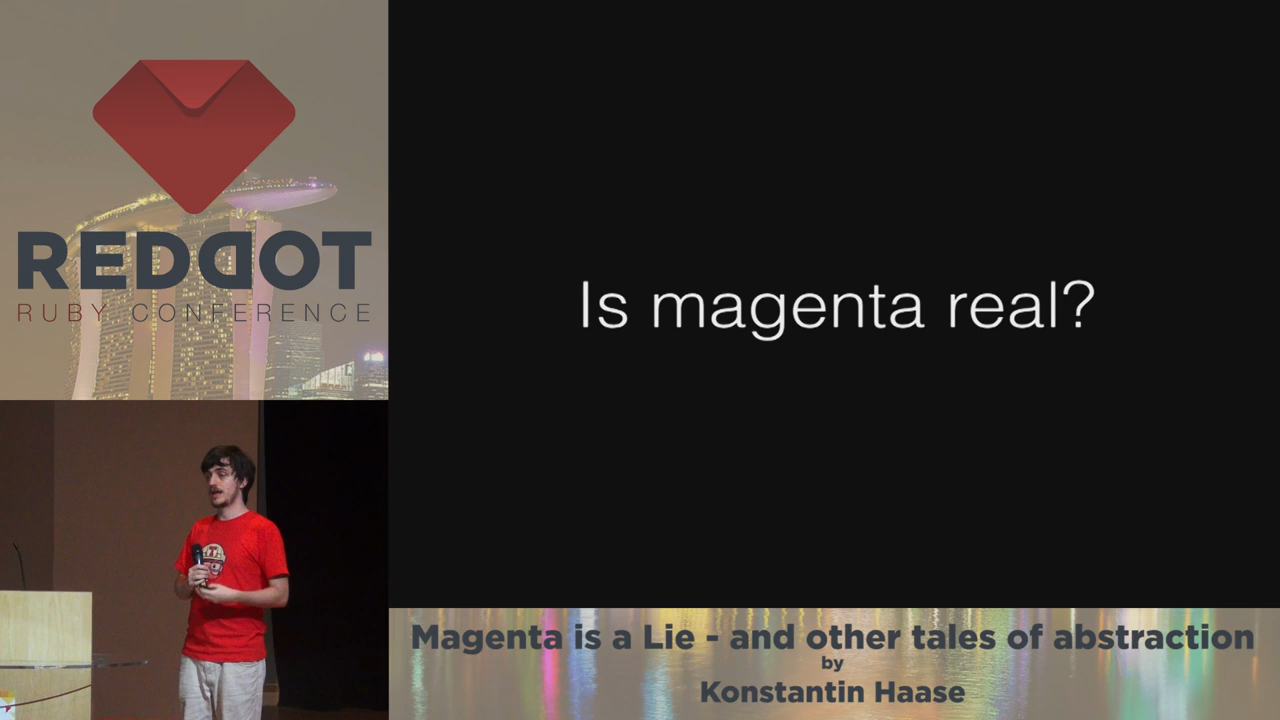 REDDOT
RUBY CONFERENCE
Is magenta real?
Magenta is a Lie - and other tales of abstraction
by
Konstantin Haase